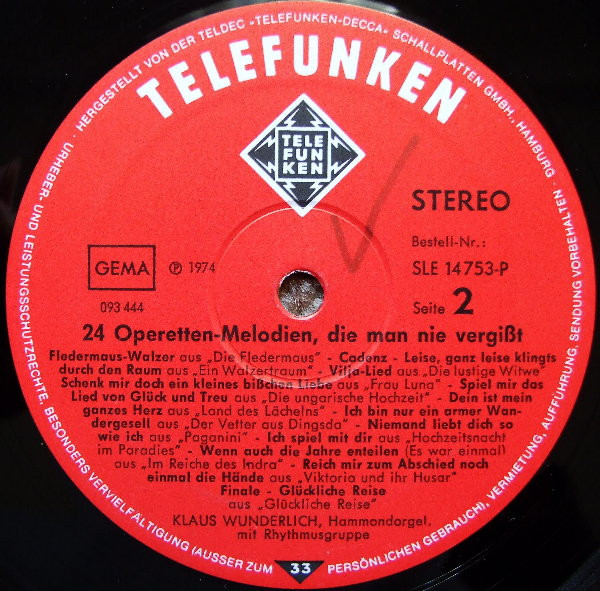 HERGESTELLT VON DER TELDEC »TELEFUNKEN-DECCA« SCHALLPLATTEN GMBH., HAMBURG
URHEBER- UND LEISTUNGSSCHUTZRECHTE, BESONDERS VERVIELFÄLTIGUNG (AUSSER ZUM PERSÖNLICHEN GEBRAUCH), VERMIETUNG, AUFFÜHRUNG, SENDUNG VORBEHALTEN
TELEFUNKEN
TELE
FUN
KEN
STEREO
Bestell-Nr.:
GEMA ℗ 1974 SLE 14 753-P
093 444 Seite 2
24 Operetten-Melodien, die man nie vergißt
Fledermaus-Walzer aus „Die Fledermaus" - Cadenz - Leise, ganz leise klingts
durch den Raum aus „Ein Walzertraum" - Vilja-Lied aus „Die lustige Witwe"
Schenk mir doch ein kleines bißchen Liebe aus „Frau Luna" - Spiel mir das
Lied von Glück und Treu aus „Die ungarische Hochzeit" - Dein ist mein
ganzes Herz aus „Land des Lächelns" - Ich bin nur ein armer Wan-
dergesell aus „Der Vetter aus Dingsda" - Niemand liebt dich so
wie ich aus „Paganini" - Ich spiel mit dir aus „Hochzeitsnacht
im Paradies" - Wenn auch die Jahre enteilen (Es war einmal)
aus „Im Reiche des Indra" - Reich mir zum Abschied noch
einmal die Hände aus „Viktoria und ihr Husar"
Finale - Glückliche Reise
aus „Glückliche Reise"
KLAUS WUNDERLICH, Hammondorgel,
mit Rhythmusgruppe
33